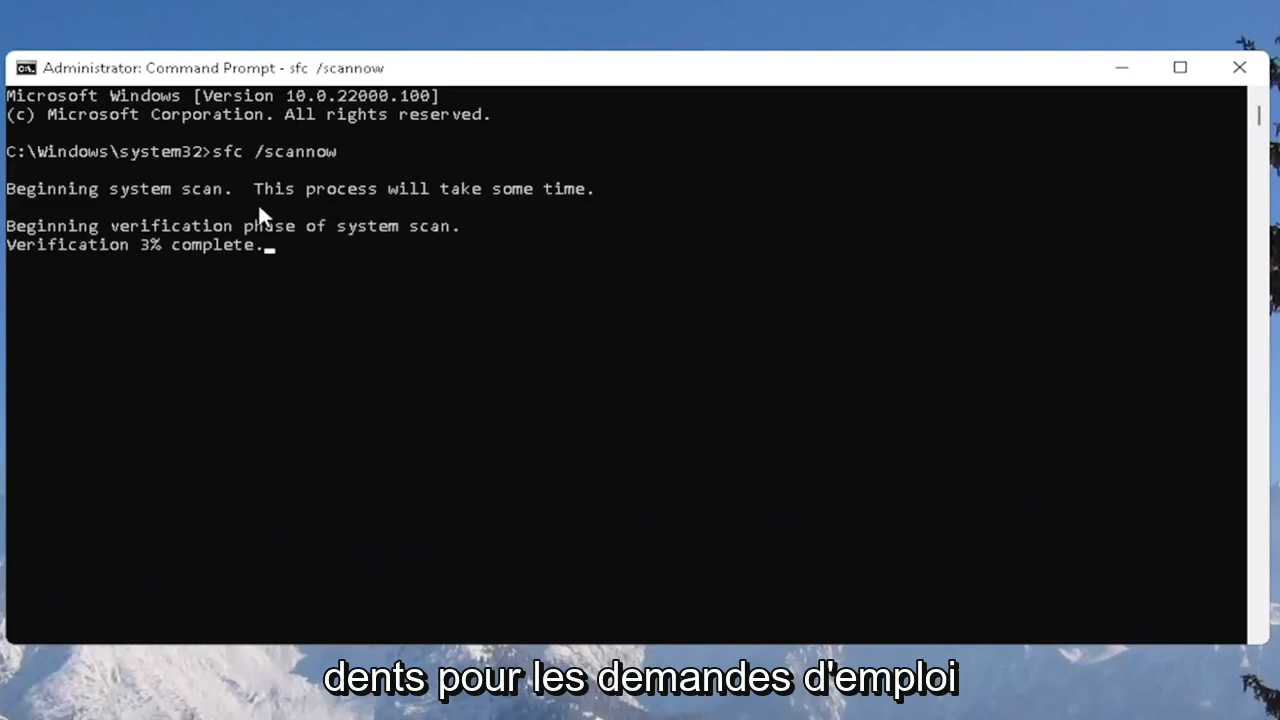 Administrator: Command Prompt - sfc /scannow
Microsoft Windows [Version 10.0.22000.100]
(c) Microsoft Corporation. All rights reserved.
C:\Windows\system32>sfc /scannow
Beginning system scan.  This process will take some time.
Beginning verification phase of system scan.
Verification 3% complete.
dents pour les demandes d'emploi